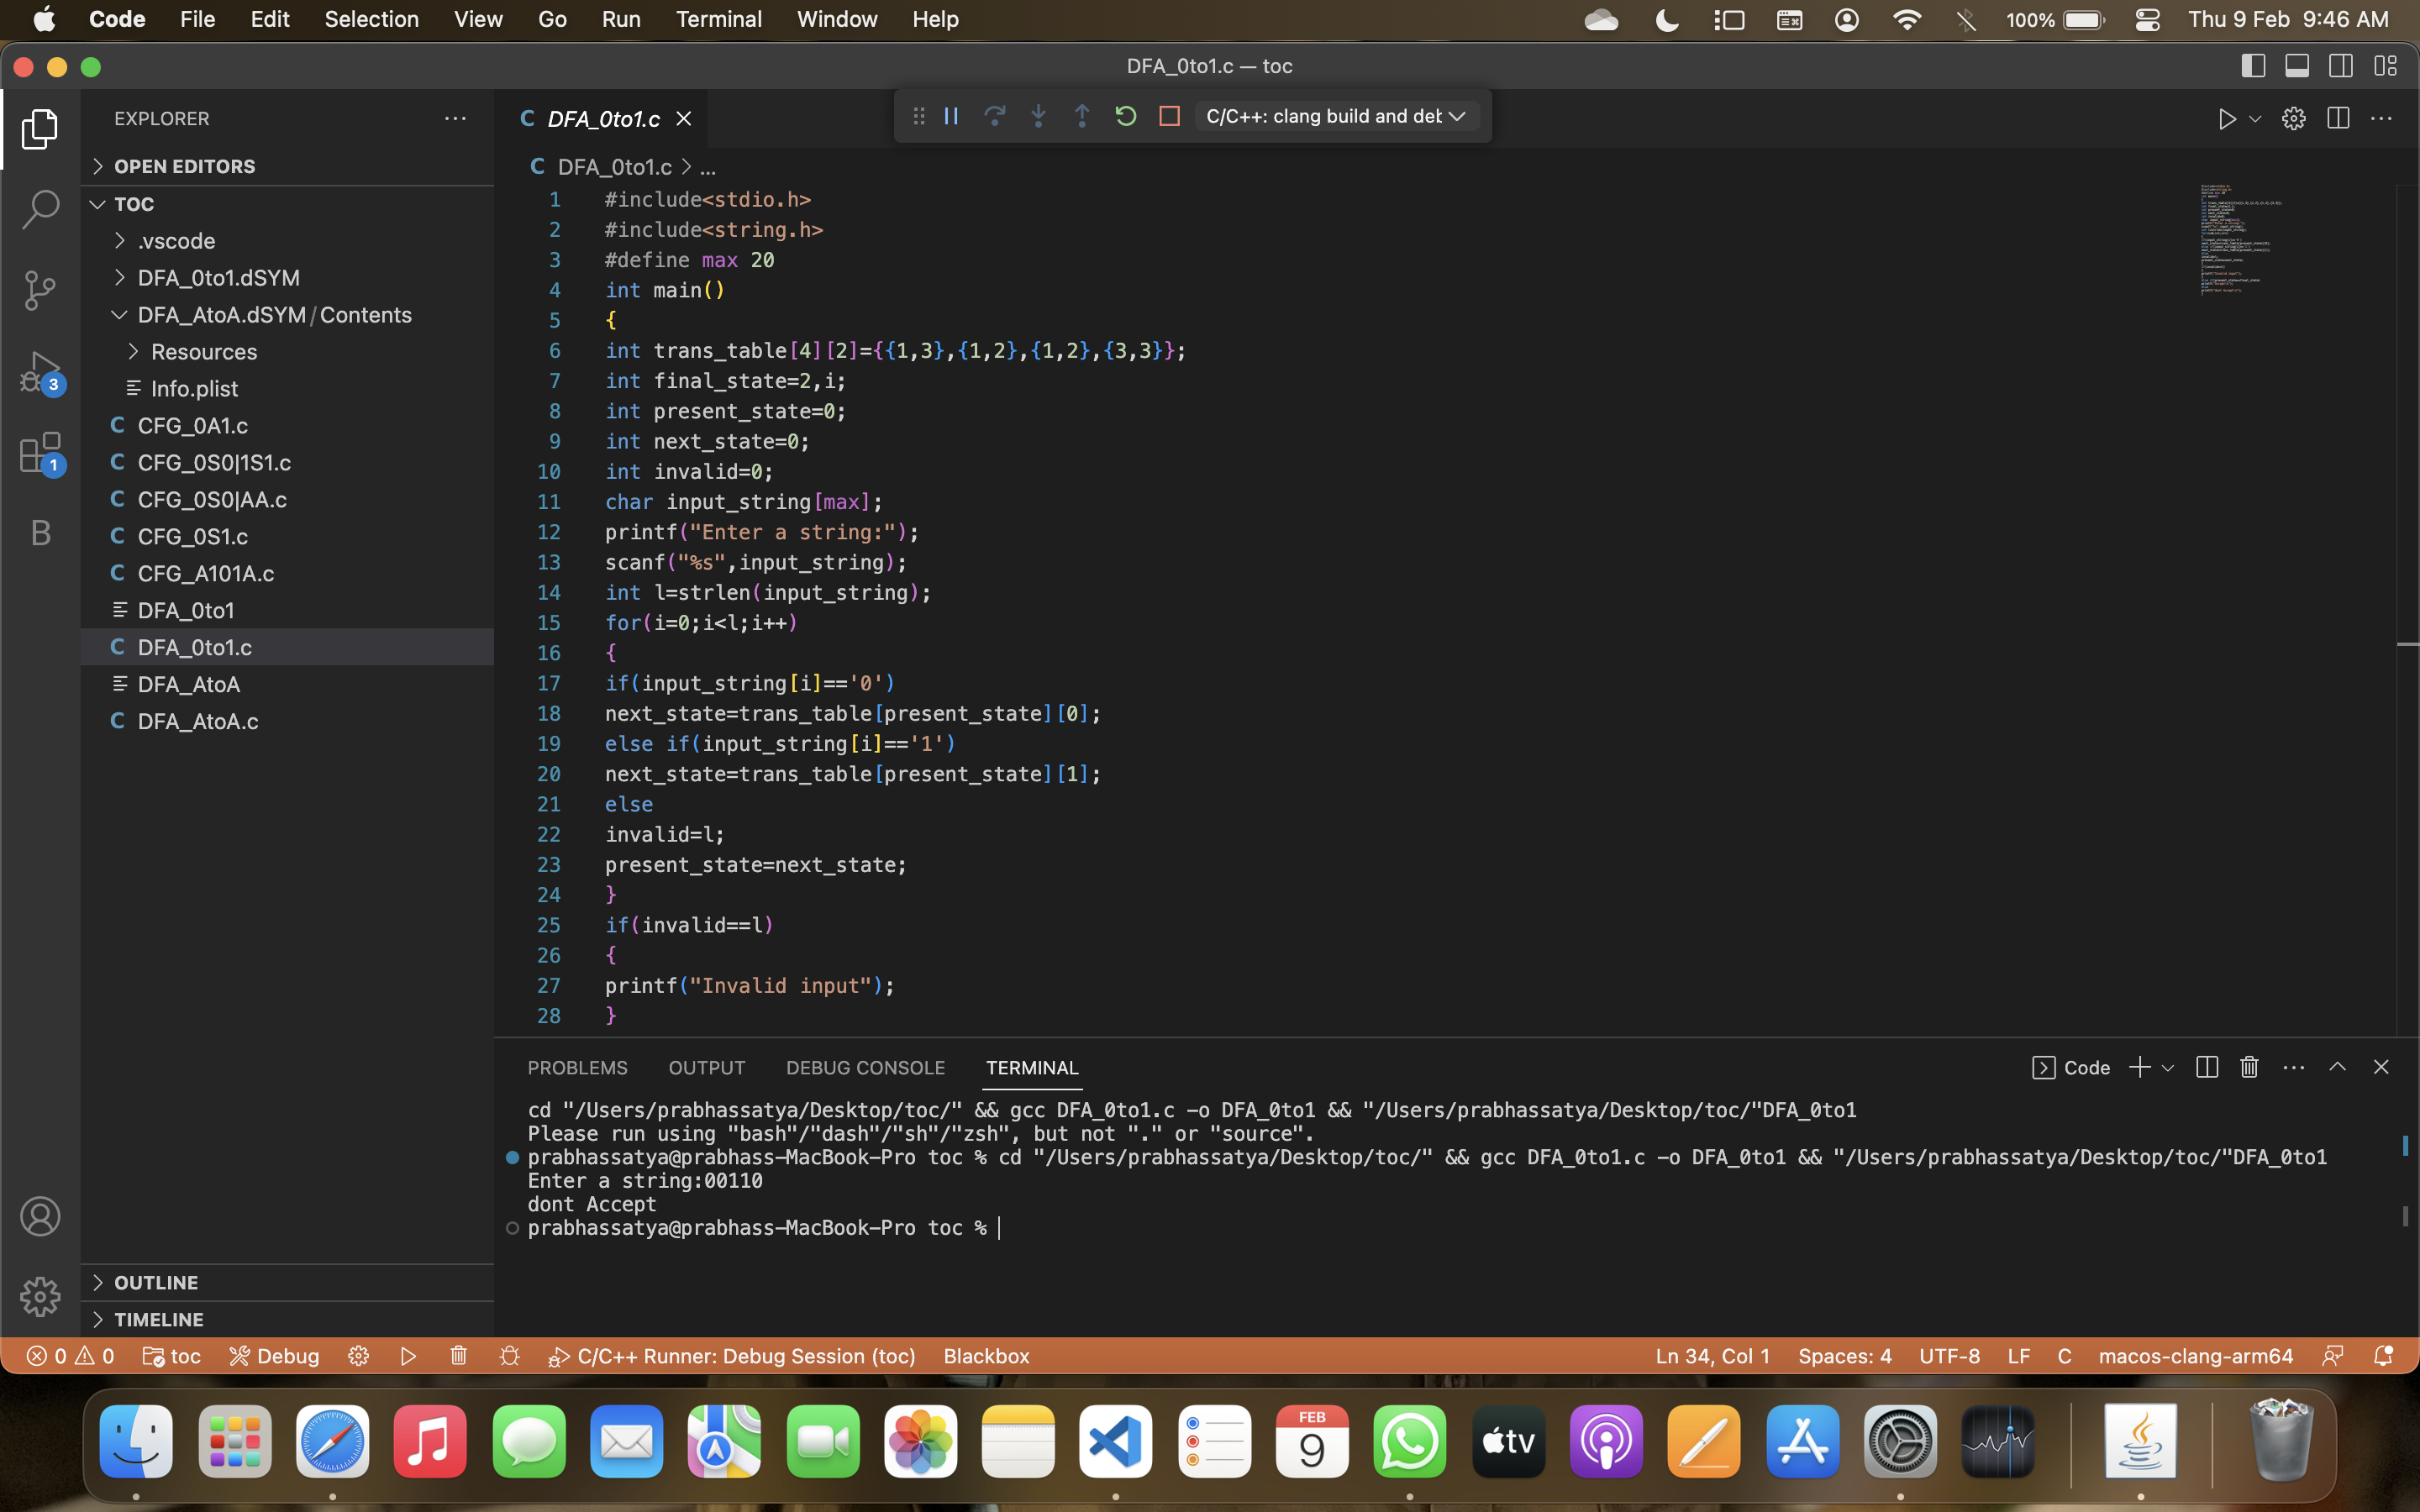 Code File Edit Selection View Go Run Terminal Window Help 100% Thu 9 Feb 9:46 AM
DFA_0to1.c — toc
EXPLORER
C DFA_0to1.c
C/C++: clang build and det
OPEN EDITORS
TOC
.vscode
DFA_0to1.dSYM
DFA_AtoA.dSYM/Contents
Resources
Info.plist
C CFG_0A1.c
C CFG_0S0|1S1.c
C CFG_0S0|AA.c
C CFG_0S1.c
C CFG_A101A.c
DFA_0to1
C DFA_0to1.c
DFA_AtoA
C DFA_AtoA.c
OUTLINE
TIMELINE
3
1
B
C DFA_0to1.c > ...
1 #include<stdio.h>
2 #include<string.h>
3 #define max 20
4 int main()
5 {
6 int trans_table[4][2]={{1,3},{1,2},{1,2},{3,3}};
7 int final_state=2,i;
8 int present_state=0;
9 int next_state=0;
10 int invalid=0;
11 char input_string[max];
12 printf("Enter a string:");
13 scanf("%s",input_string);
14 int l=strlen(input_string);
15 for(i=0;i<l;i++)
16 {
17 if(input_string[i]=='0')
18 next_state=trans_table[present_state][0];
19 else if(input_string[i]=='1')
20 next_state=trans_table[present_state][1];
21 else
22 invalid=l;
23 present_state=next_state;
24 }
25 if(invalid==l)
26 {
27 printf("Invalid input");
28 }
PROBLEMS OUTPUT DEBUG CONSOLE TERMINAL Code
cd "/Users/prabhassatya/Desktop/toc/" && gcc DFA_0to1.c -o DFA_0to1 && "/Users/prabhassatya/Desktop/toc/"DFA_0to1
Please run using "bash"/"dash"/"sh"/"zsh", but not "." or "source".
prabhassatya@prabhass-MacBook-Pro toc % cd "/Users/prabhassatya/Desktop/toc/" && gcc DFA_0to1.c -o DFA_0to1 && "/Users/prabhassatya/Desktop/toc/"DFA_0to1
Enter a string:00110
dont Accept
prabhassatya@prabhass-MacBook-Pro toc %
0 0 toc Debug C/C++ Runner: Debug Session (toc) Blackbox Ln 34, Col 1 Spaces: 4 UTF-8 LF C macos-clang-arm64
FEB
9
tv